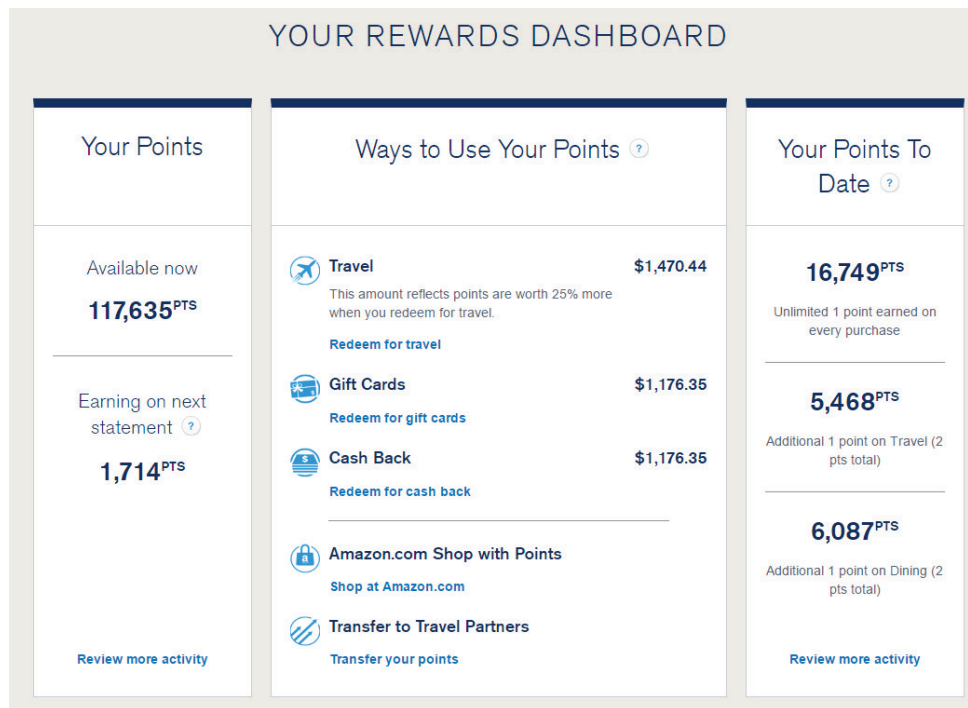 YOUR REWARDS DASHBOARD
Your Points
Available now
117,635PTS
Earning on next
statement ?
1,714PTS
Review more activity
Ways to Use Your Points ?
Travel $1,470.44
This amount reflects points are worth 25% more
when you redeem for travel.
Redeem for travel
Gift Cards $1,176.35
Redeem for gift cards
Cash Back $1,176.35
Redeem for cash back
Amazon.com Shop with Points
Shop at Amazon.com
Transfer to Travel Partners
Transfer your points
Your Points To
Date ?
16,749PTS
Unlimited 1 point earned on
every purchase
5,468PTS
Additional 1 point on Travel (2
pts total)
6,087PTS
Additional 1 point on Dining (2
pts total)
Review more activity